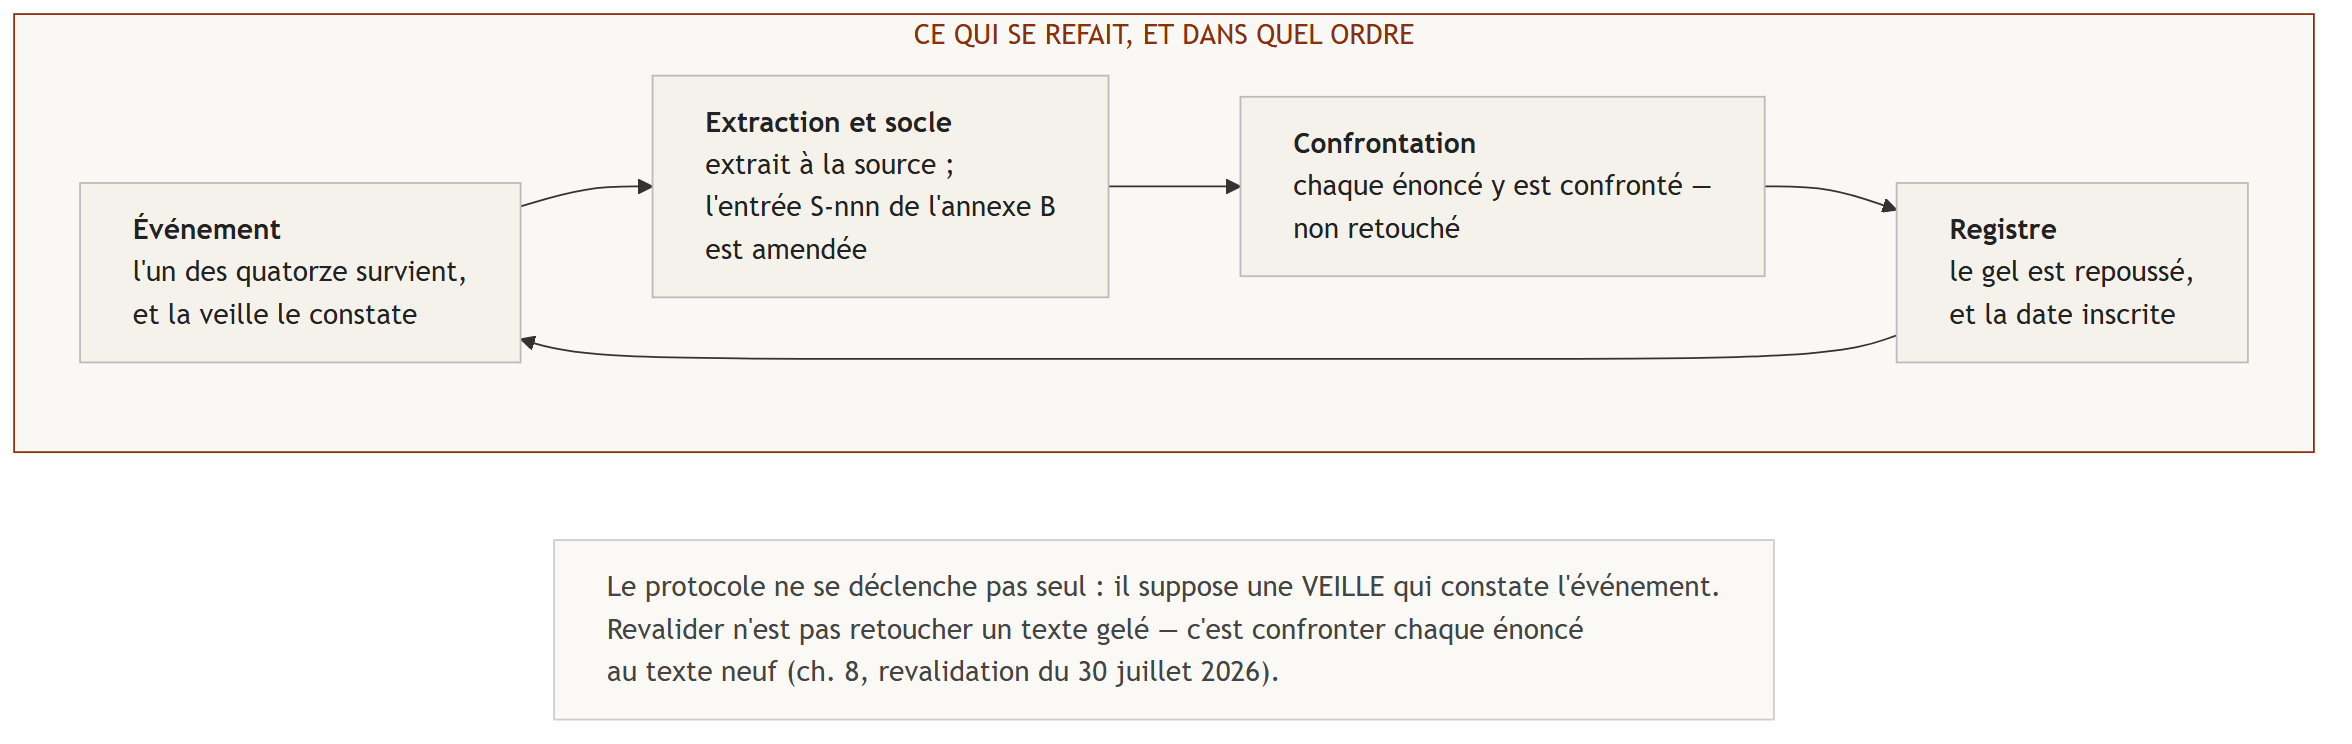 CE QUI SE REFAIT, ET DANS QUEL ORDRE
Événement
l'un des quatorze survient,
et la veille le constate
Extraction et socle
extrait à la source ;
l'entrée S-nnn de l'annexe B
est amendée
Confrontation
chaque énoncé y est confronté —
non retouché
Registre
le gel est repoussé,
et la date inscrite
Le protocole ne se déclenche pas seul : il suppose une VEILLE qui constate l'événement.
Revalider n'est pas retoucher un texte gelé — c'est confronter chaque énoncé
au texte neuf (ch. 8, revalidation du 30 juillet 2026).